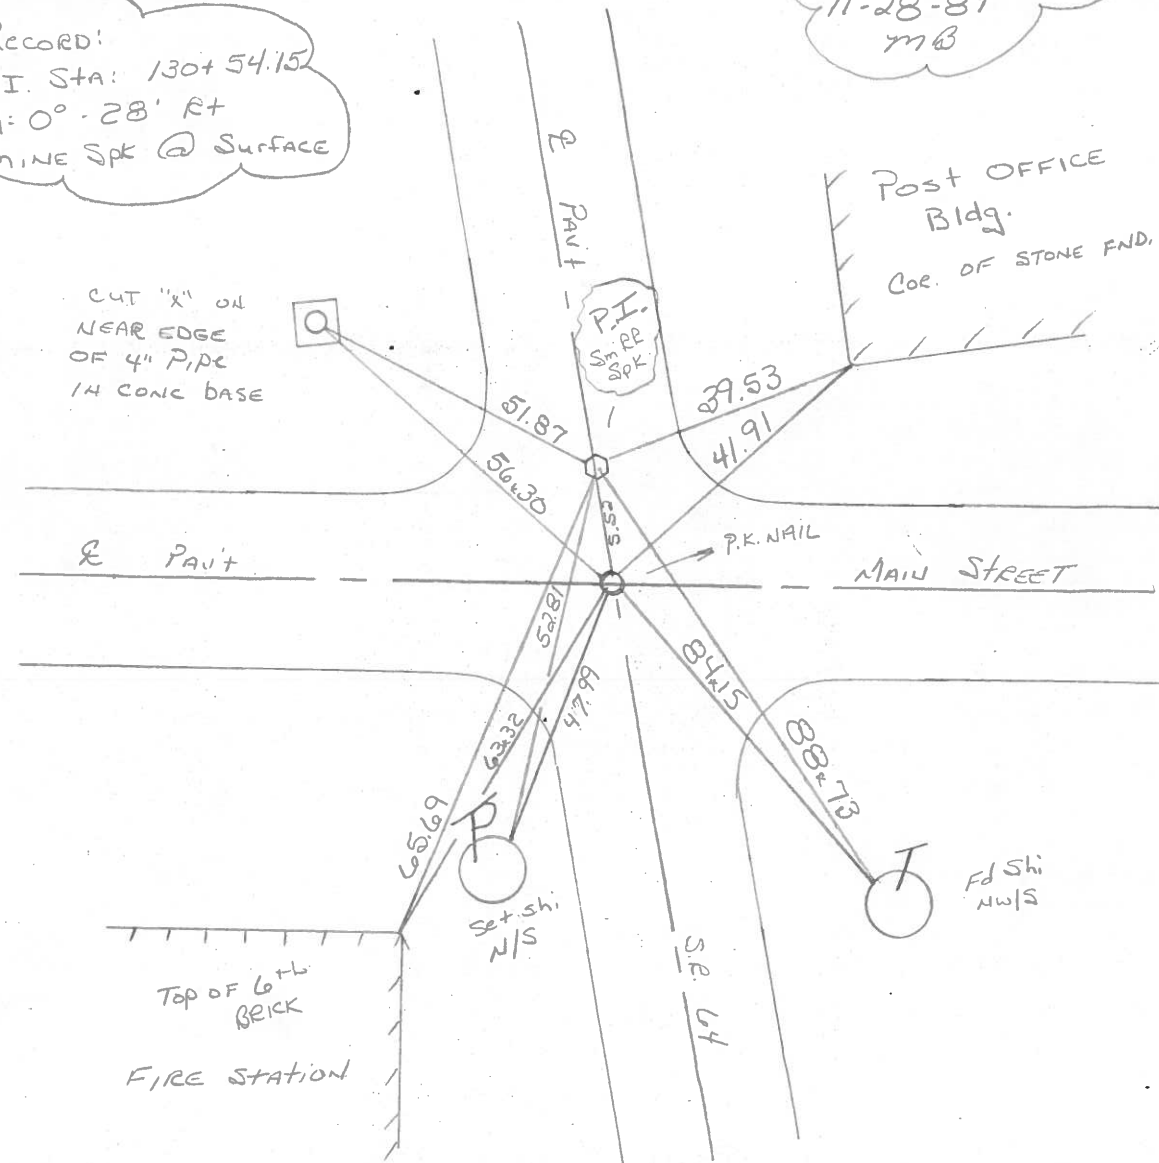 RECORD:
I. StA: 130+54.15
: 0° - 28' Rt
MINE Spk @ Surface
11-28-87
MB
℄ PAV't
Post OFFICE
Bldg.
Cor. OF STONE FND.
CUT "X" ON
NEAR EDGE
OF 4" PIPE
IN CONC BASE
P.I.
Sm RR
Spk
51.87
39.53
56.30
41.91
5.52
P.K. NAIL
℄ PAV't
MAIN StREET
52.81
47.99
84.15
63.32
65.69
88.73
Set Shi
N/S
Fd Shi
NW/S
S.R. 64
Top OF 6th
BRICK
FIRE StAtiON